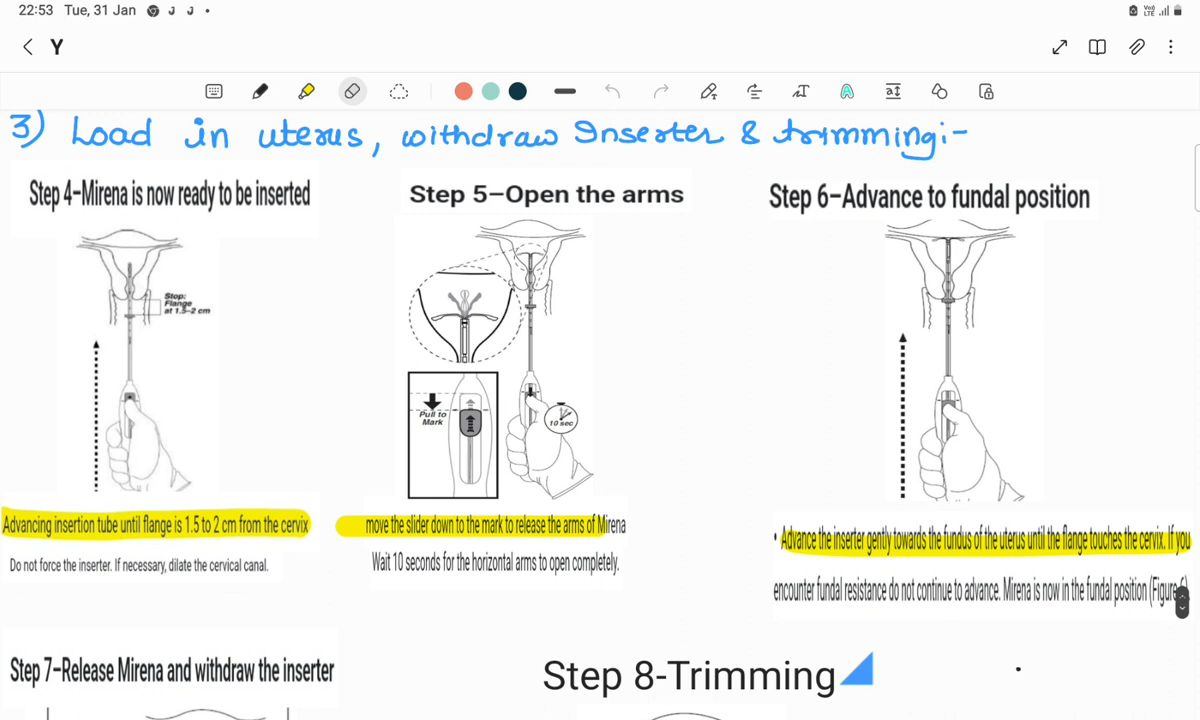 22:53 Tue, 31 Jan
Y
3) Load in uterus, withdraw Inserter & trimming:-
Step 4-Mirena is now ready to be inserted
Step 5-Open the arms
Step 6-Advance to fundal position
Stop:
Flange
at 1.5-2 cm
Pull to
Mark
10 sec
Advancing insertion tube until flange is 1.5 to 2 cm from the cervix
Do not force the inserter. If necessary, dilate the cervical canal.
move the slider down to the mark to release the arms of Mirena
Wait 10 seconds for the horizontal arms to open completely.
• Advance the inserter gently towards the fundus of the uterus until the flange touches the cervix. If you
encounter fundal resistance do not continue to advance. Mirena is now in the fundal position (Figure 6)
Step 7-Release Mirena and withdraw the inserter
Step 8-Trimming